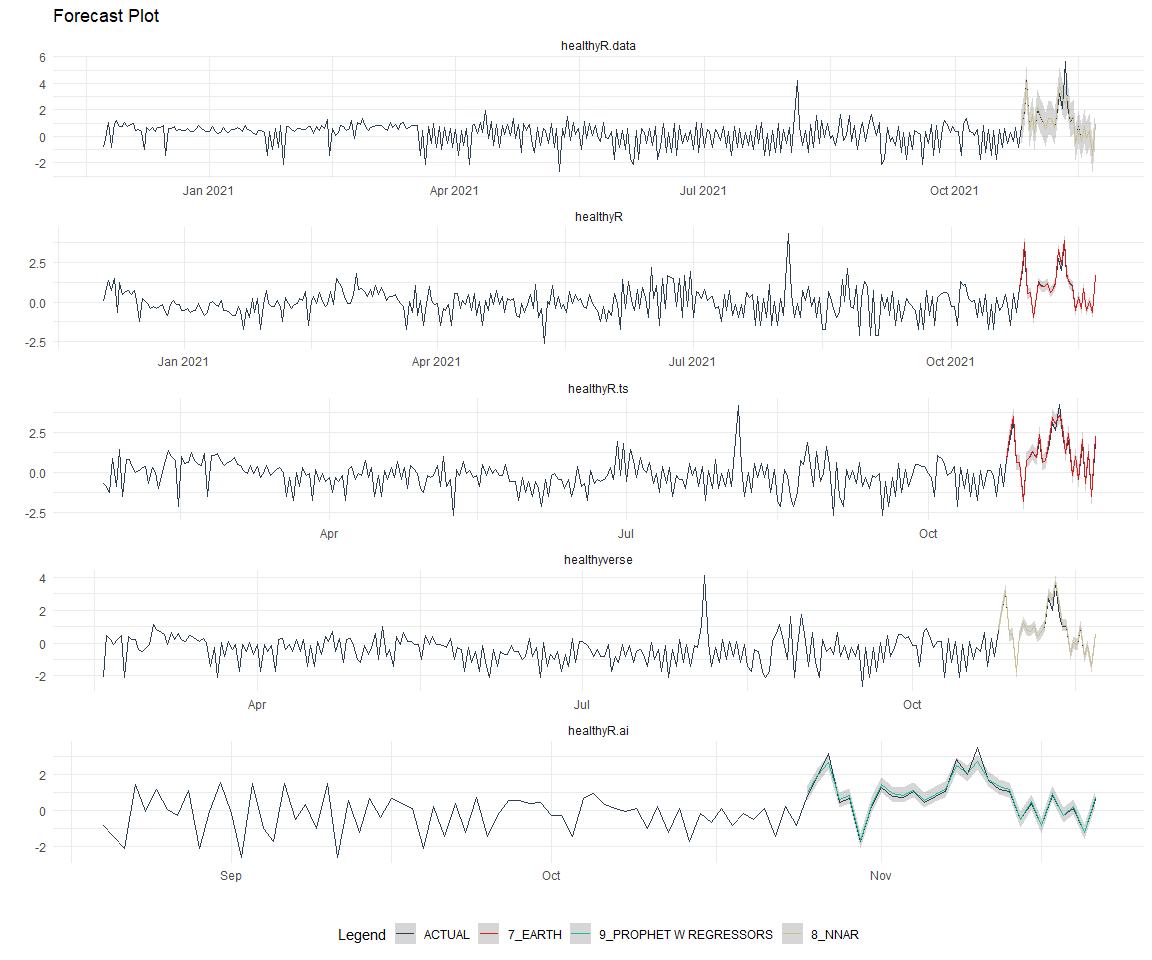 Forecast Plot
healthyR.data
6
4
2
0
-2
Jan 2021 Apr 2021 Jul 2021 Oct 2021
healthyR
2.5
0.0
-2.5
Jan 2021 Apr 2021 Jul 2021 Oct 2021
healthyR.ts
2.5
0.0
-2.5
Apr Jul Oct
healthyverse
4
2
0
-2
Apr Jul Oct
healthyR.ai
2
0
-2
Sep Oct Nov
Legend ACTUAL 7_EARTH 9_PROPHET W REGRESSORS 8_NNAR